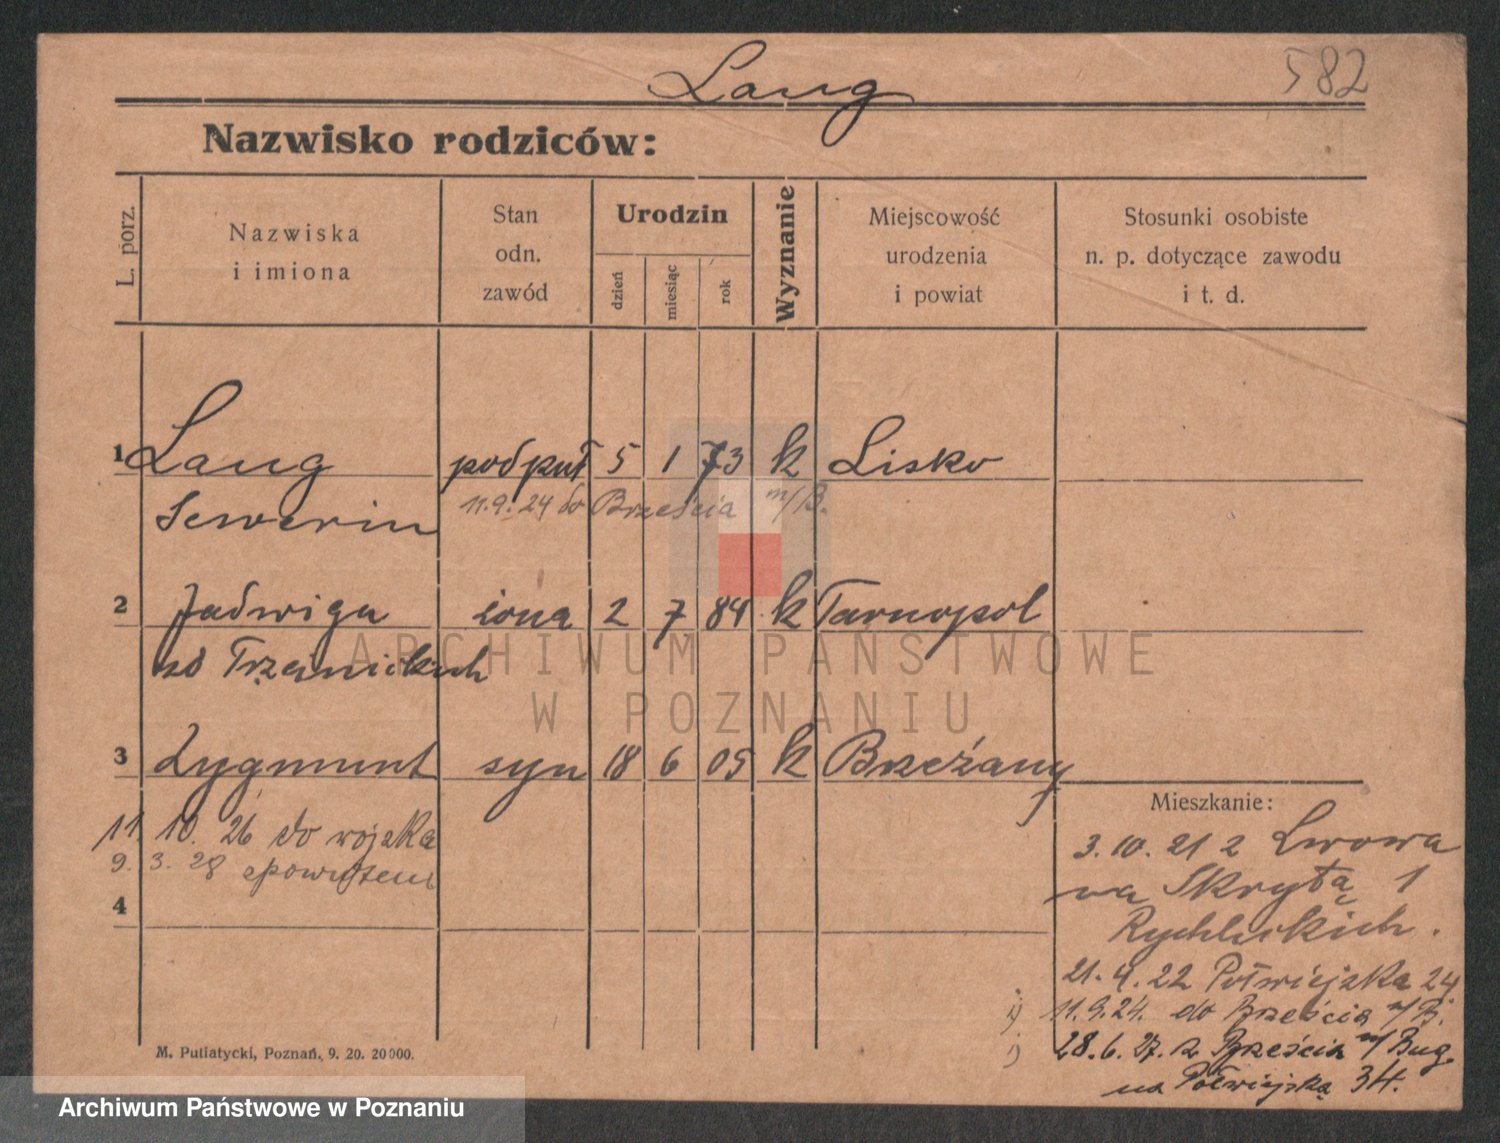 Lang
582
Nazwisko rodziców:
L. porz.
Nazwiska
i imiona
Stan
odn.
zawód
Urodzin
dzień
miesiąc
rok
Wyznanie
Miejscowość
urodzenia
i powiat
Stosunki osobiste
n. p. dotyczące zawodu
i t. d.
1 Lang podpuł 5 1 73 k Lisko
Sewerin 11.9.24 do Brześcia n/B.
2 Jadwiga żona 2 7 84 k Tarnopol
zd
3 Zygmunt syn 18 6 05 k Brzeżany
11. 10. 26 do wojska
9. 3. 28 z powrotem
4
Mieszkanie:
3.10.21 z Lwowa
na Skrytą 1
Rychlickich.
21.4.22 Półwiejska 24
11.9.24. do Brześcia n/B.
28.6.27. z Brześcia n/Bug.
na Półwiejską 34.
M. Putiatycki, Poznań, 9. 20. 20000.
ARCHIWUM PAŃSTWOWE
W POZNANIU
Archiwum Państwowe w Poznaniu